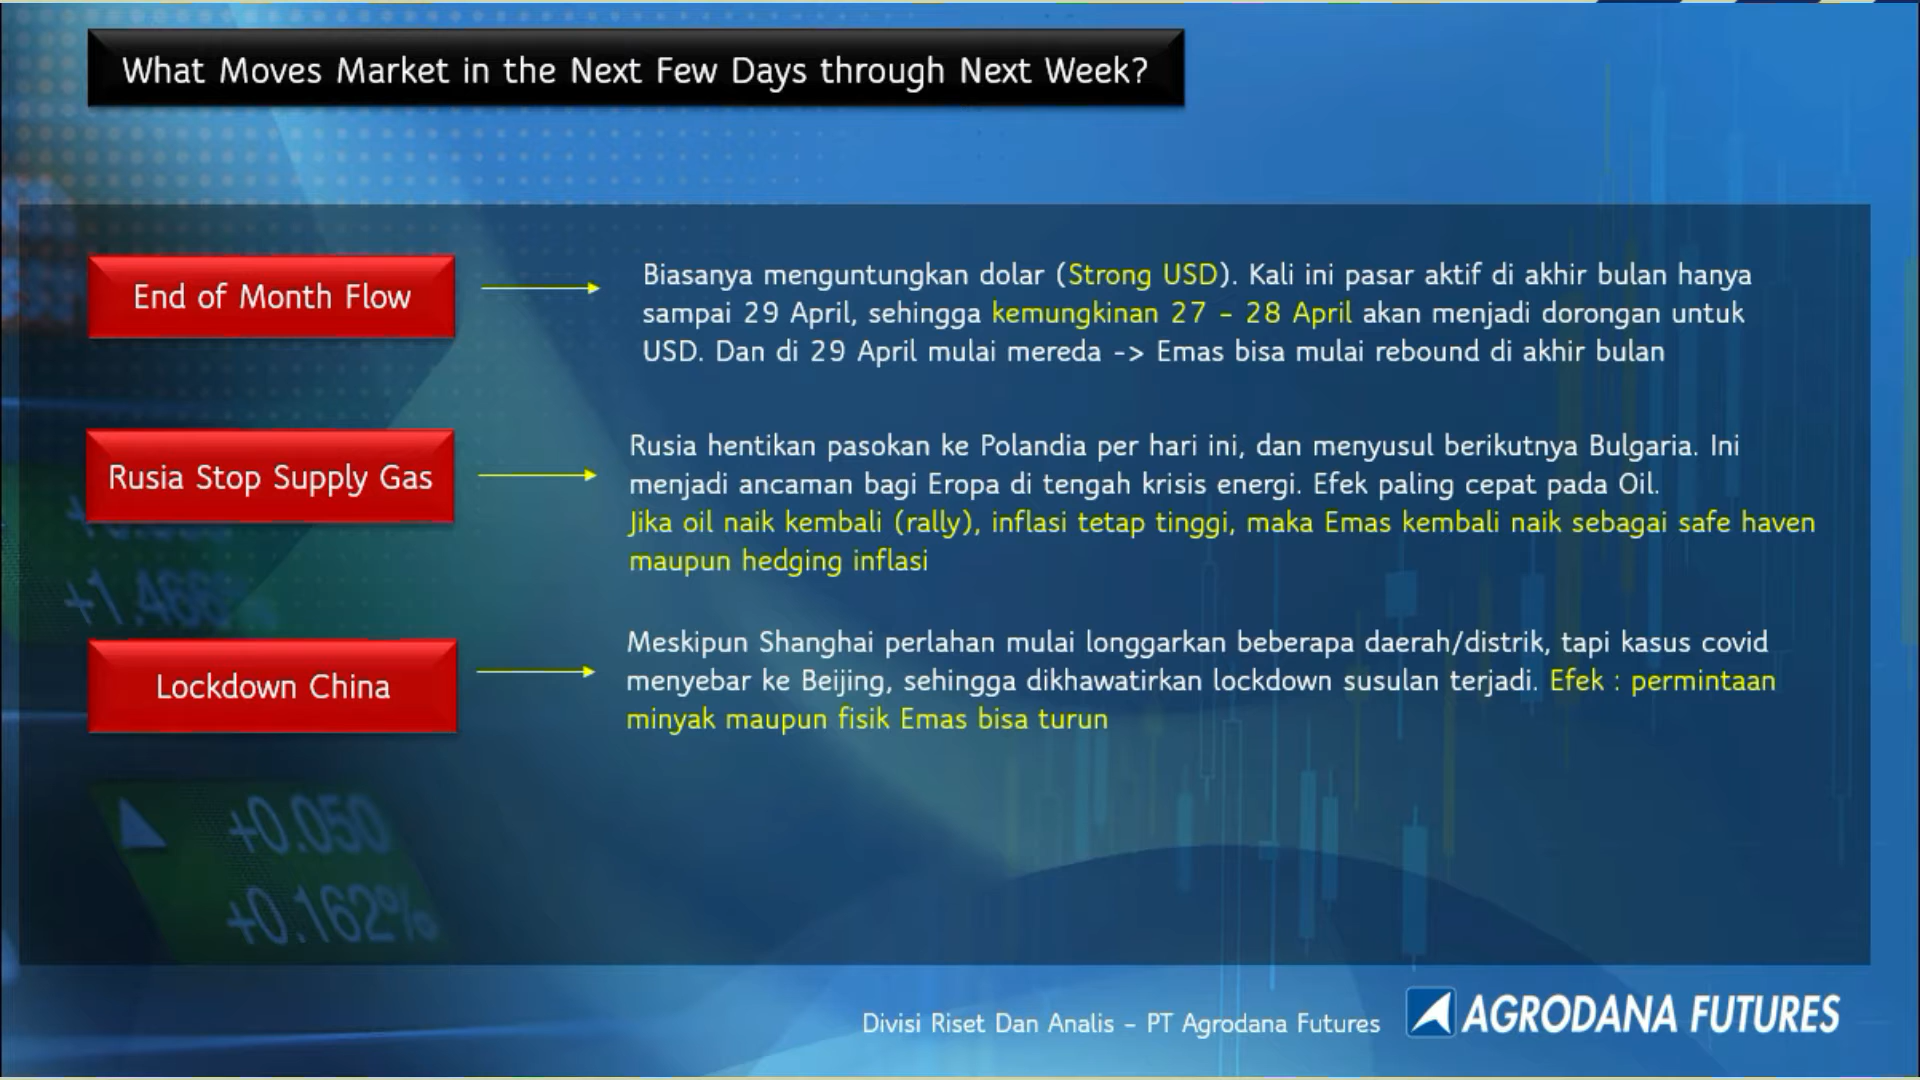 What Moves Market in the Next Few Days through Next Week?
End of Month Flow
Biasanya menguntungkan dolar (Strong USD). Kali ini pasar aktif di akhir bulan hanya
sampai 29 April, sehingga kemungkinan 27 – 28 April akan menjadi dorongan untuk
USD. Dan di 29 April mulai mereda -> Emas bisa mulai rebound di akhir bulan
Rusia Stop Supply Gas
Rusia hentikan pasokan ke Polandia per hari ini, dan menyusul berikutnya Bulgaria. Ini
menjadi ancaman bagi Eropa di tengah krisis energi. Efek paling cepat pada Oil.
Jika oil naik kembali (rally), inflasi tetap tinggi, maka Emas kembali naik sebagai safe haven
maupun hedging inflasi
Lockdown China
Meskipun Shanghai perlahan mulai longgarkan beberapa daerah/distrik, tapi kasus covid
menyebar ke Beijing, sehingga dikhawatirkan lockdown susulan terjadi. Efek : permintaan
minyak maupun fisik Emas bisa turun
+1.466
+0.050
+0.162%
Divisi Riset Dan Analis – PT Agrodana Futures
AGRODANA FUTURES